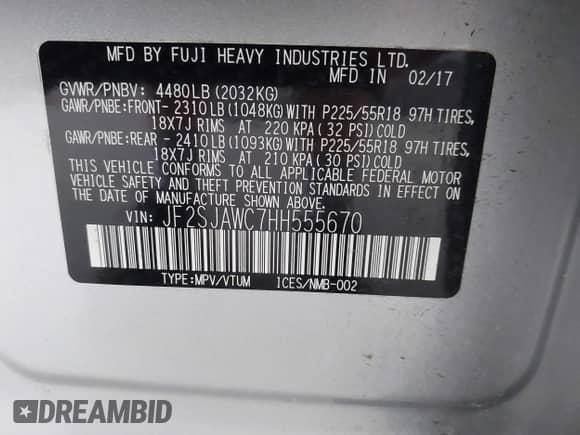 MFD BY FUJI HEAVY INDUSTRIES LTD.
MFD IN 02/17
GVWR/PNBV: 4480LB(2032KG)
GAWR/PNBE:FRONT- 2310LB(1048KG)WITH P225/55R18 97H TIRES,
18X7J RIMS AT 220 KPA( 32 PSI)COLD
GAWR/PNBE:REAR - 2410LB(1093KG)WITH P225/55R18 97H TIRES,
18X7J RIMS AT 210 KPA( 30 PSI)COLD
THIS VEHICLE CONFORMS TO ALL APPLICABLE FEDERAL MOTOR
VEHICLE SAFETY AND THEFT PREVENTION STANDARDS IN EFFECT ON
THE DATE OF MANUFACTURE SHOWN ABOVE.
VIN: JF2SJAWC7HH555670
TYPE:MPV/VTUM ICES/NMB-002
DREAMBID